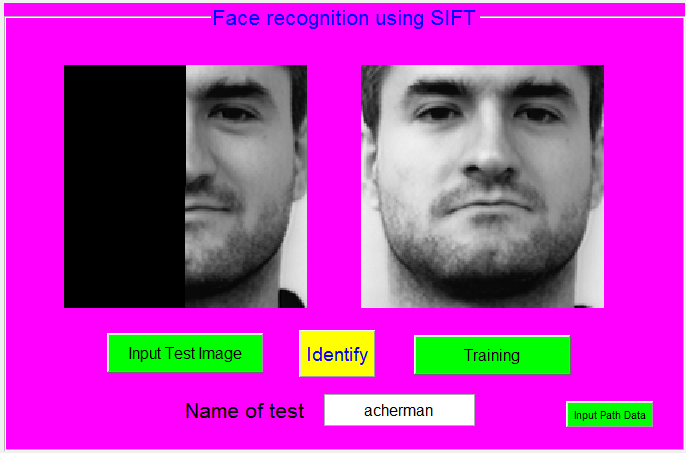 Face recognition using SIFT
Input Test Image
Identify
Training
Name of test
acherman
Input Path Data